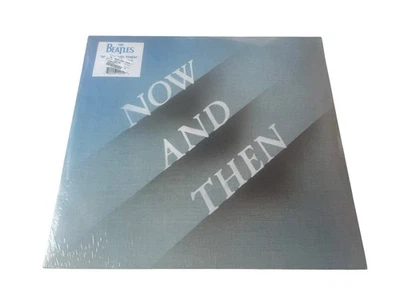 THE
BEATLES
NOW
AND
THEN